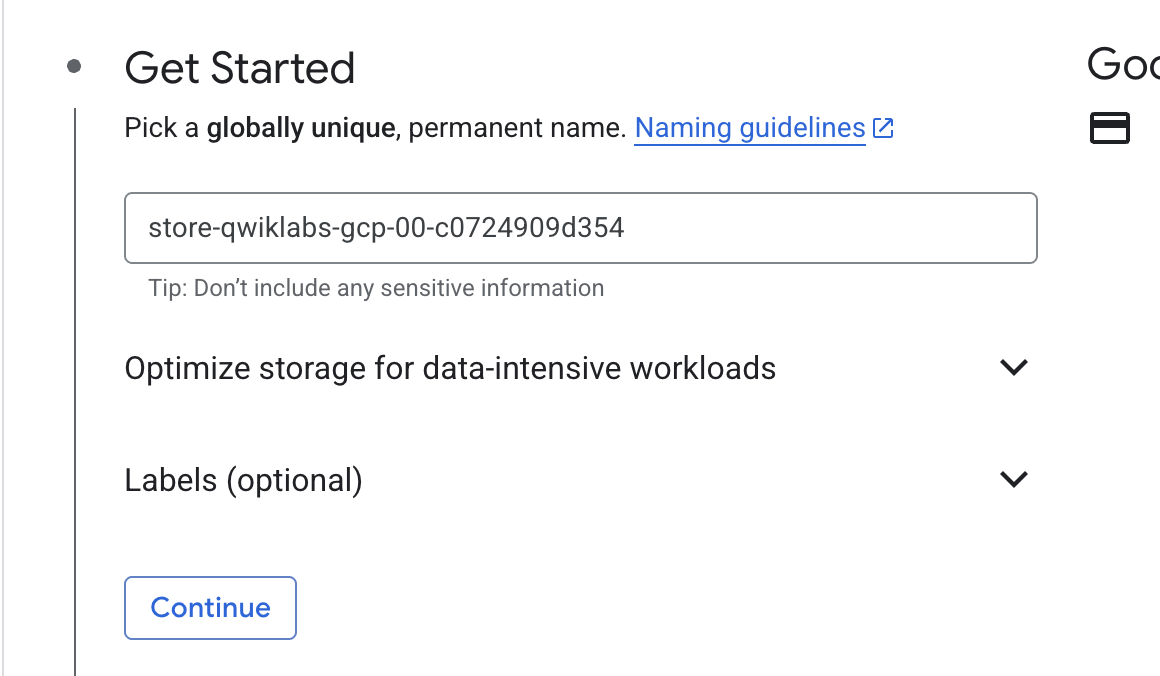 Get Started
Pick a globally unique, permanent name. Naming guidelines
store-qwiklabs-gcp-00-c0724909d354
Tip: Don’t include any sensitive information
Optimize storage for data-intensive workloads
Labels (optional)
Continue